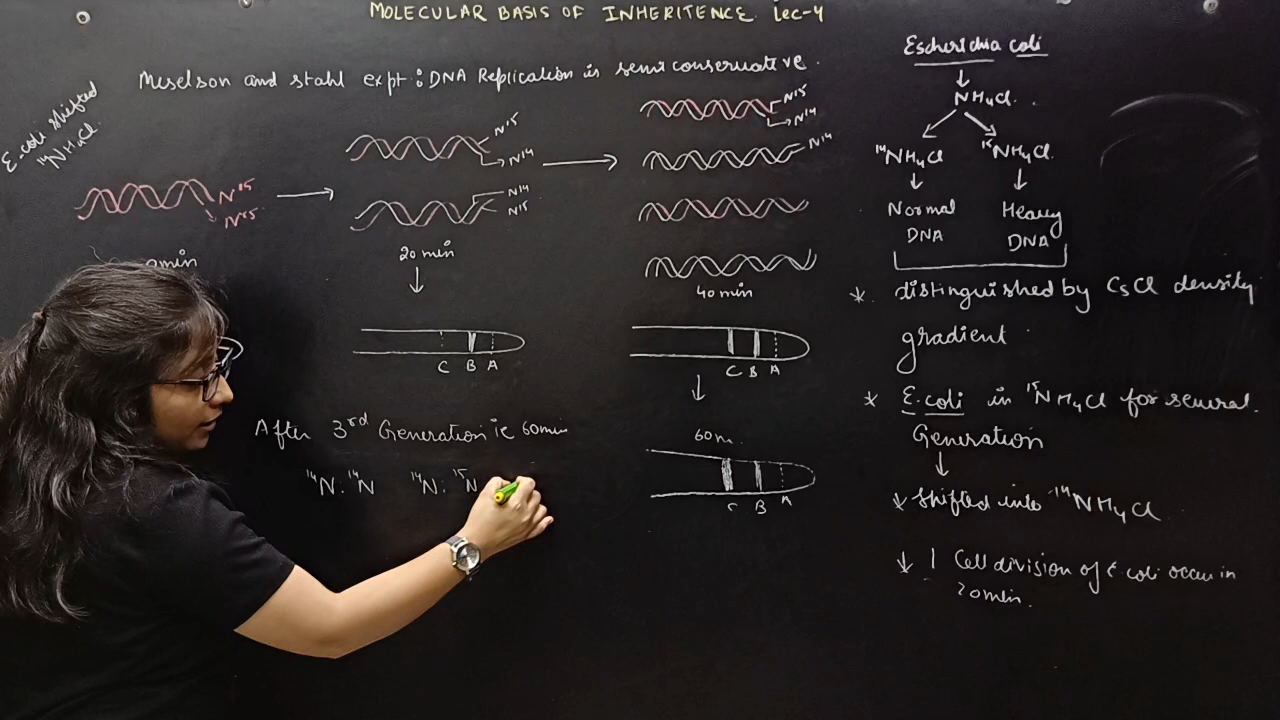 MOLECULAR BASIS OF INHERITENCE lec-4
Meselson and stahl expt: DNA Replication is semiconservative.
E.coli shifted
¹⁴NH4Cl
N15
N15
N15
N14
N14
N15
20 min
C B A
N15
N14
N14
40 min
C B A
60m.
C B A
After 3rd Generation ie 60min
¹⁴N:¹⁴N ¹⁴N:¹⁵N
Escherichia coli
NH4Cl.
¹⁴NH4Cl ¹⁵NH4Cl.
Normal Heavy
DNA DNA
* distinguished by CsCl density
gradient
* E.coli in ¹⁵NH4Cl for several
Generation
shifted into ¹⁴NH4Cl
1 Cell division of E.coli occur in
20min.